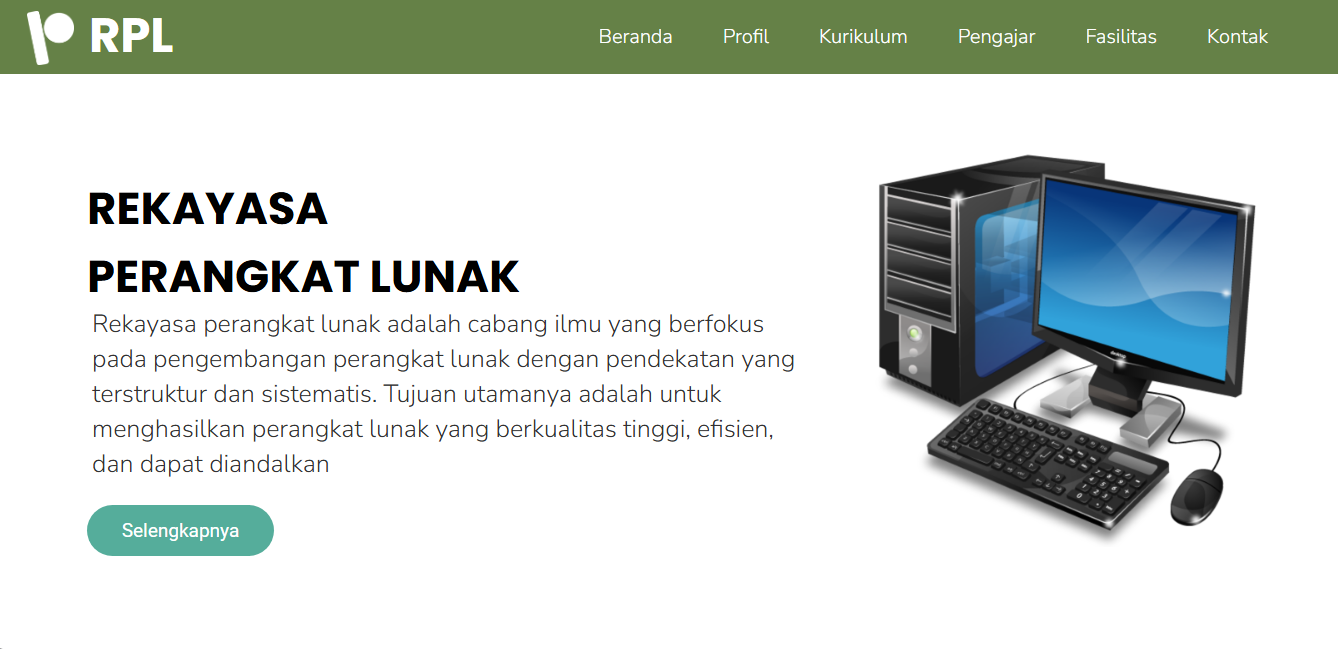 RPL
Beranda Profil Kurikulum Pengajar Fasilitas Kontak
REKAYASA
PERANGKAT LUNAK
Rekayasa perangkat lunak adalah cabang ilmu yang berfokus
pada pengembangan perangkat lunak dengan pendekatan yang
terstruktur dan sistematis. Tujuan utamanya adalah untuk
menghasilkan perangkat lunak yang berkualitas tinggi, efisien,
dan dapat diandalkan
Selengkapnya